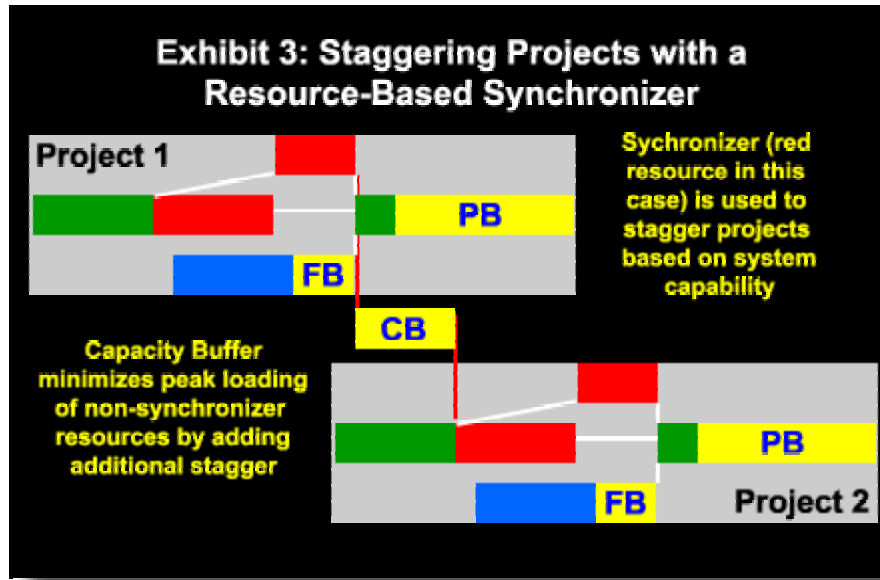 Exhibit 3: Staggering Projects with a
Resource-Based Synchronizer
Project 1
PB
FB
Sychronizer (red
resource in this
case) is used to
stagger projects
based on system
capability
CB
Capacity Buffer
minimizes peak loading
of non-synchronizer
resources by adding
additional stagger
PB
FB
Project 2